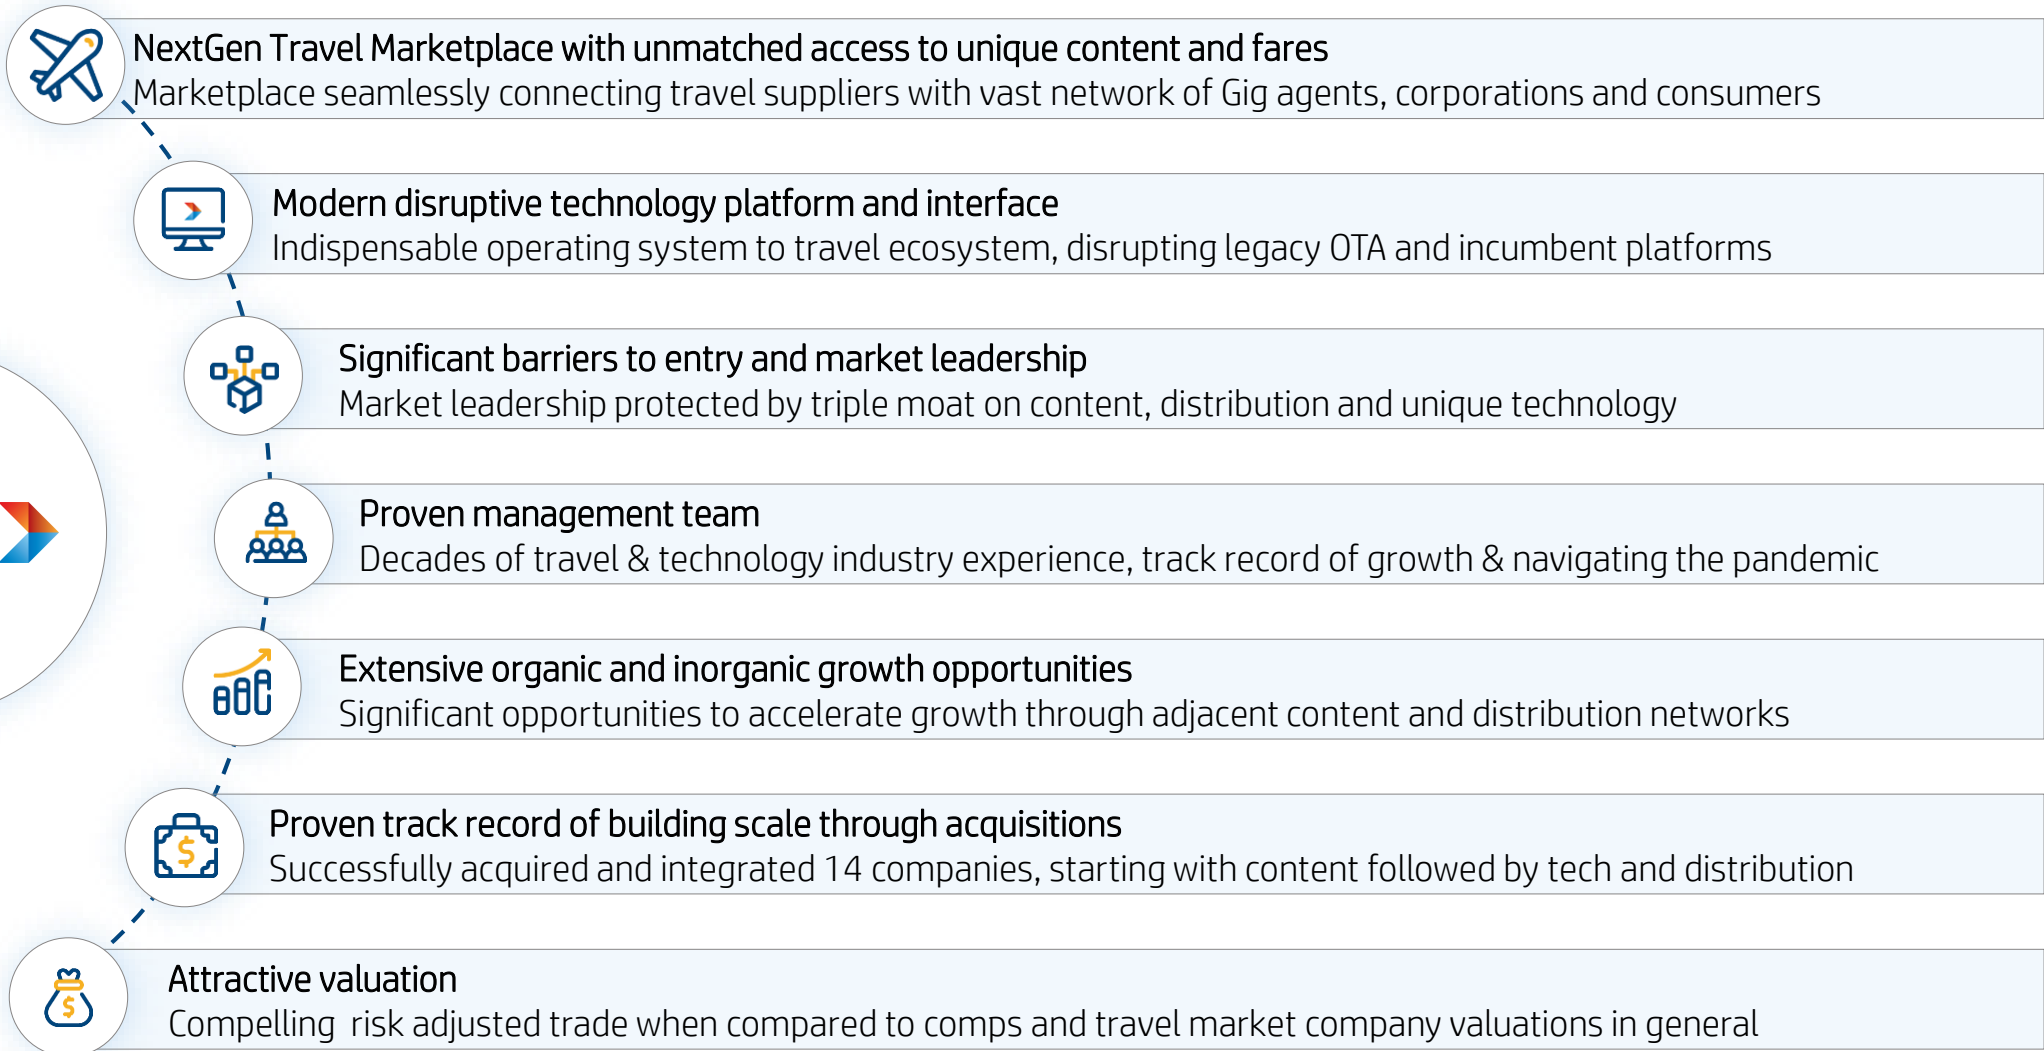 NextGen Travel Marketplace with unmatched access to unique content and fares
Marketplace seamlessly connecting travel suppliers with vast network of Gig agents, corporations and consumers
Modern disruptive technology platform and interface
Indispensable operating system to travel ecosystem, disrupting legacy OTA and incumbent platforms
Significant barriers to entry and market leadership
Market leadership protected by triple moat on content, distribution and unique technology
Proven management team
Decades of travel & technology industry experience, track record of growth & navigating the pandemic
Extensive organic and inorganic growth opportunities
Significant opportunities to accelerate growth through adjacent content and distribution networks
Proven track record of building scale through acquisitions
Successfully acquired and integrated 14 companies, starting with content followed by tech and distribution
$
Attractive valuation
Compelling risk adjusted trade when compared to comps and travel market company valuations in general
$